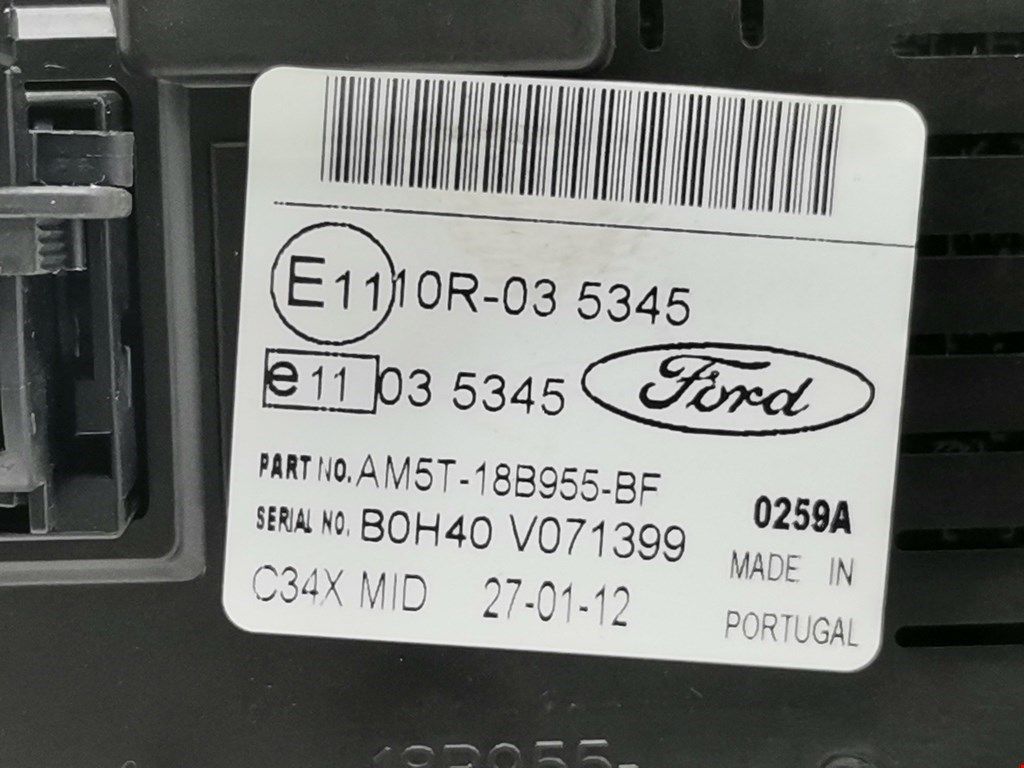 E11 10R-03 5345
e11 03 5345 Ford
PART NO. AM5T-18B955-BF
SERIAL NO. B0H40 V071399 0259A
C34X MID 27-01-12 MADE IN
PORTUGAL
18B955-